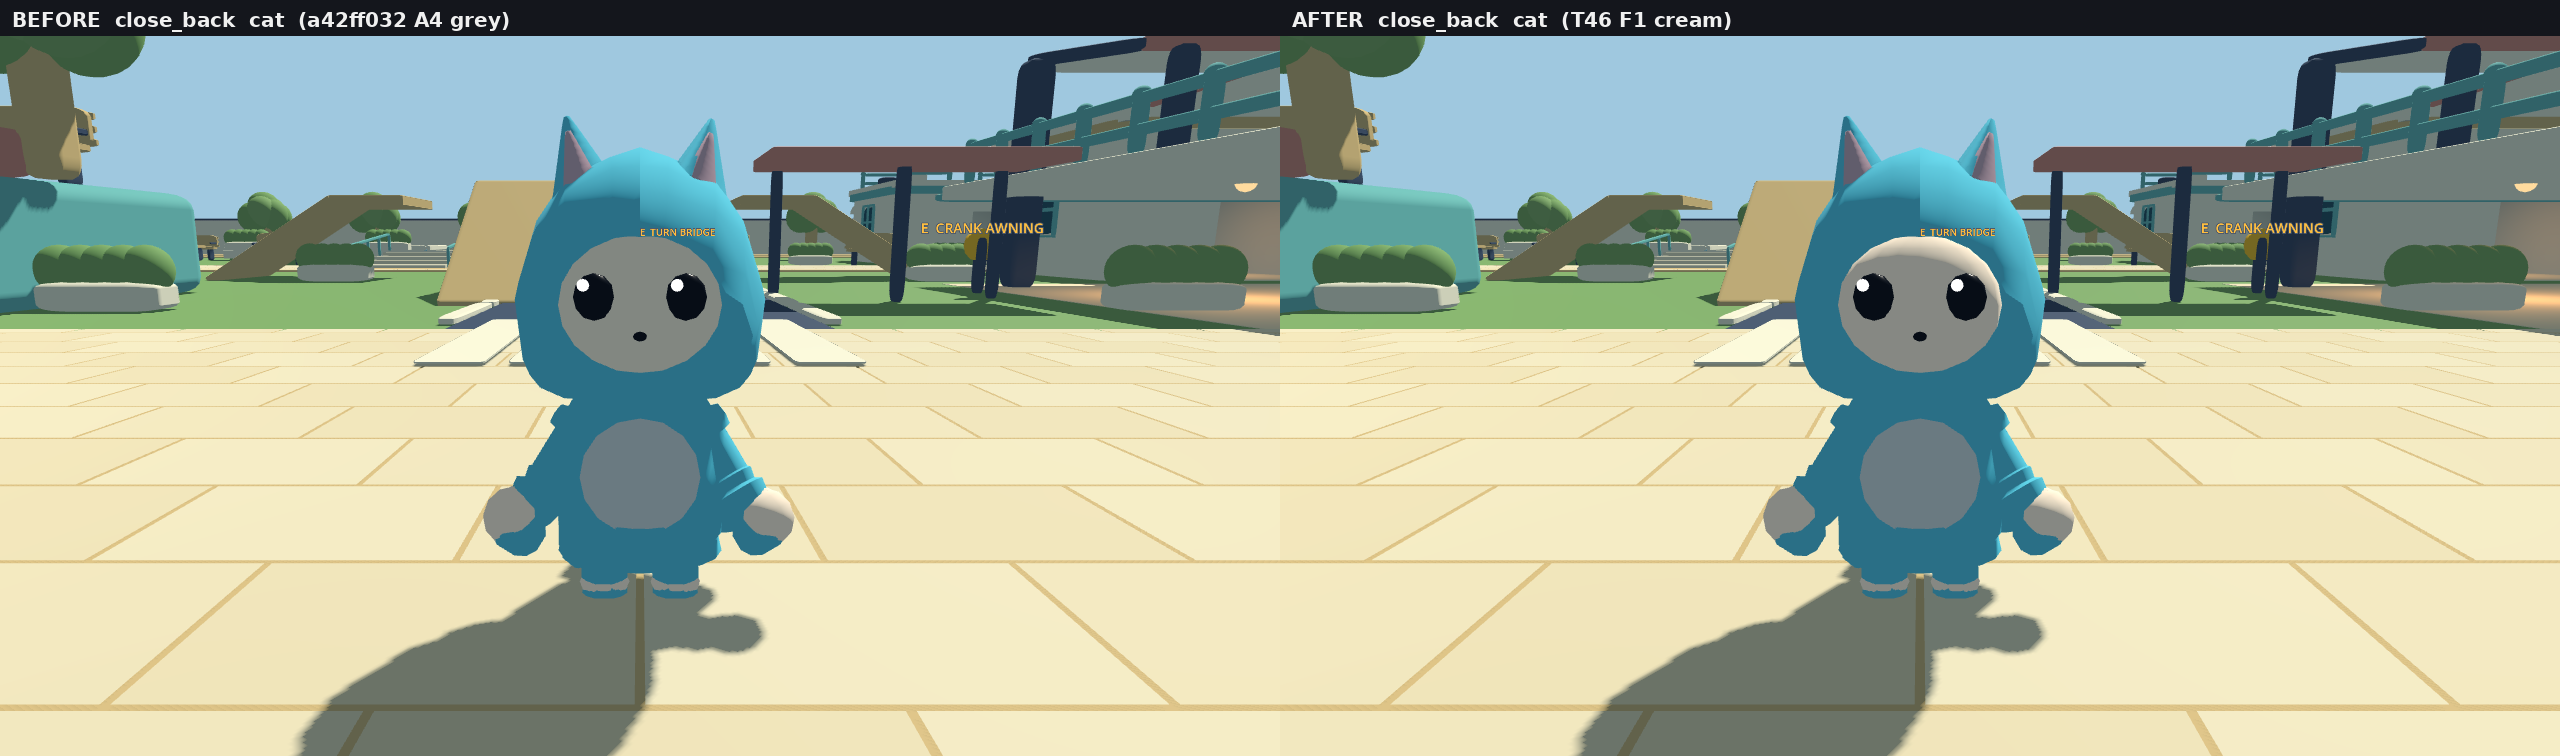 BEFORE close_back cat (a42ff032 A4 grey)
AFTER close_back cat (T46 F1 cream)
E CRANK AWNING
E TURN BRIDGE
E CRANK AWNING
E TURN BRIDGE